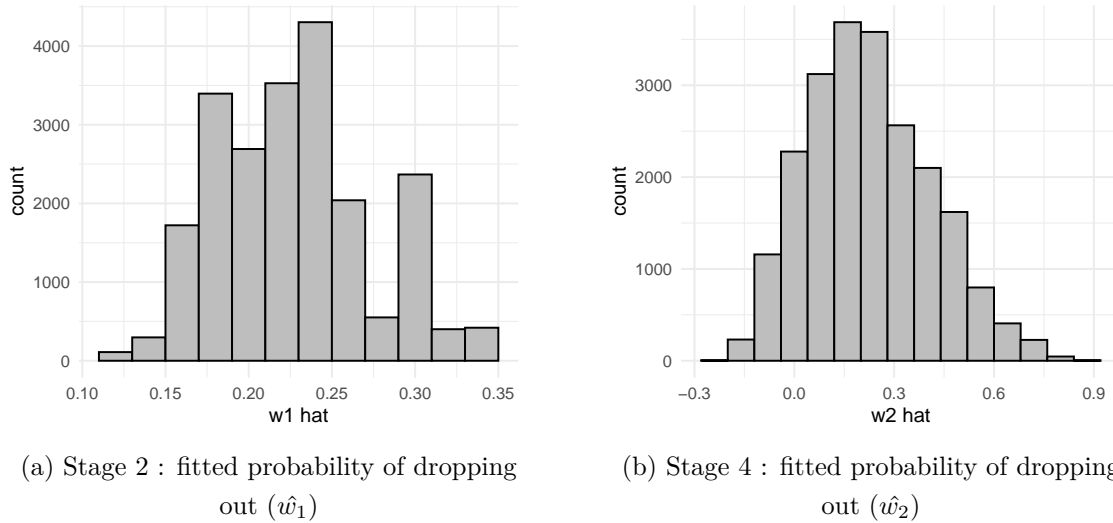 4000
3000
2000
1000
0
count
0.10 0.15 0.20 0.25 0.30 0.35
w1 hat
3000
2000
1000
0
count
−0.3 0.0 0.3 0.6 0.9
w2 hat
(a) Stage 2 : fitted probability of dropping
out (ŵ₁)
(b) Stage 4 : fitted probability of dropping
out (ŵ₂)